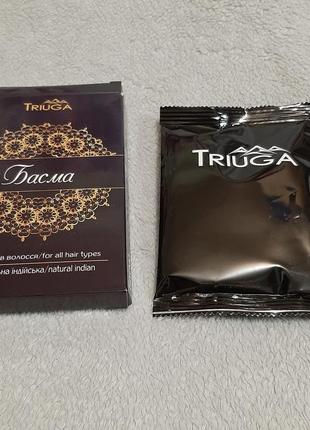 TRIUGA
Басма
в волосся/for all hair types
на індійська/natural indian
TRIUGA